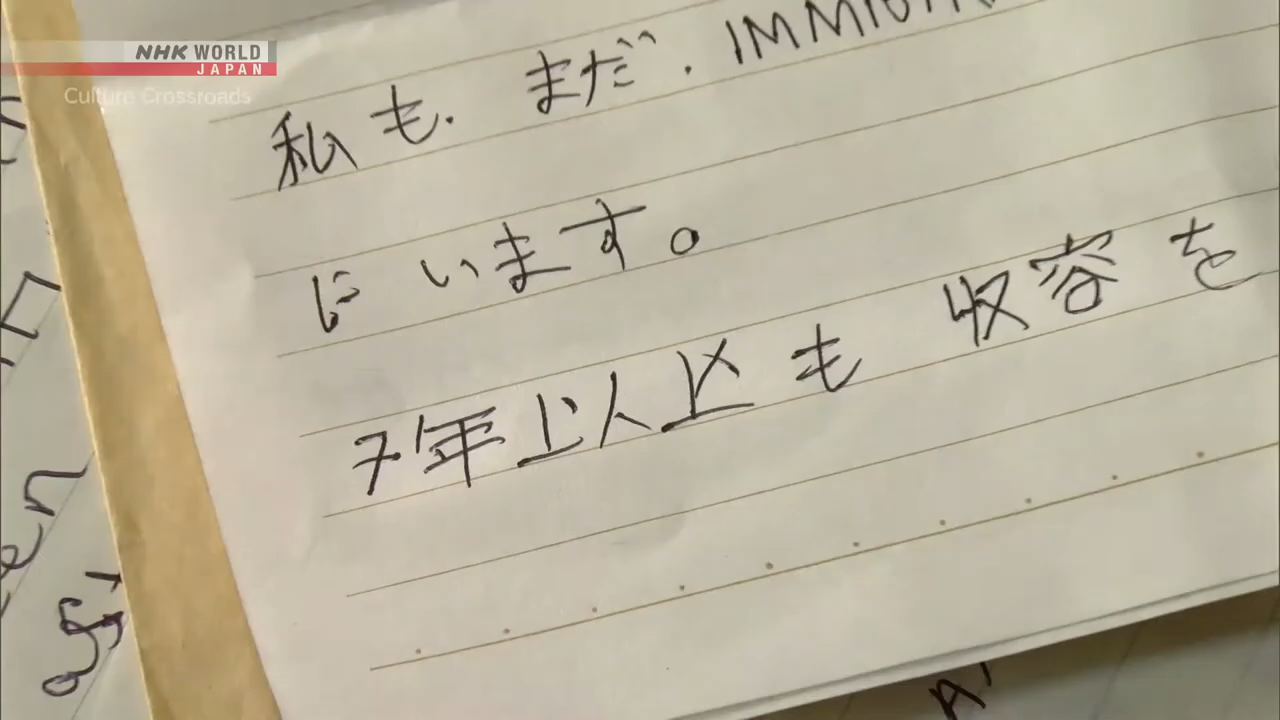 NHK WORLD
JAPAN
Culture Crossroads
私も. まだ.
に います。
7年以上も 収容を